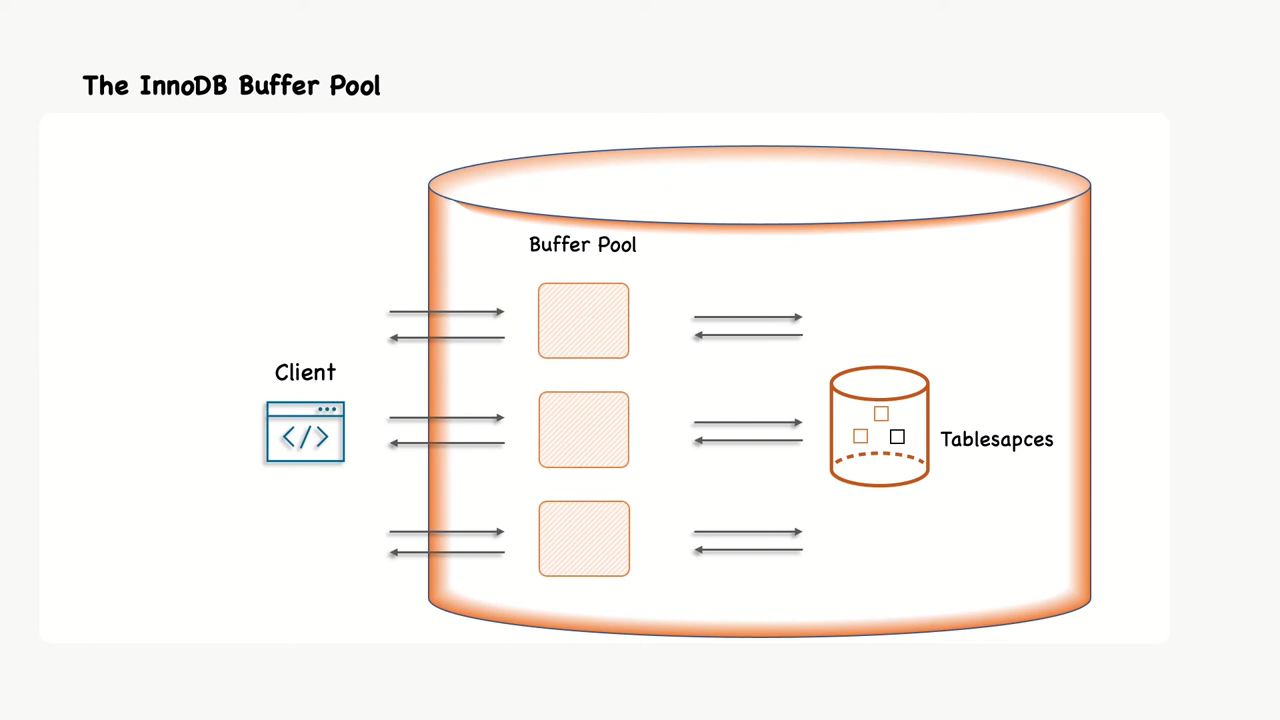 The InnoDB Buffer Pool
Buffer Pool
Client
</>
Tablesapces